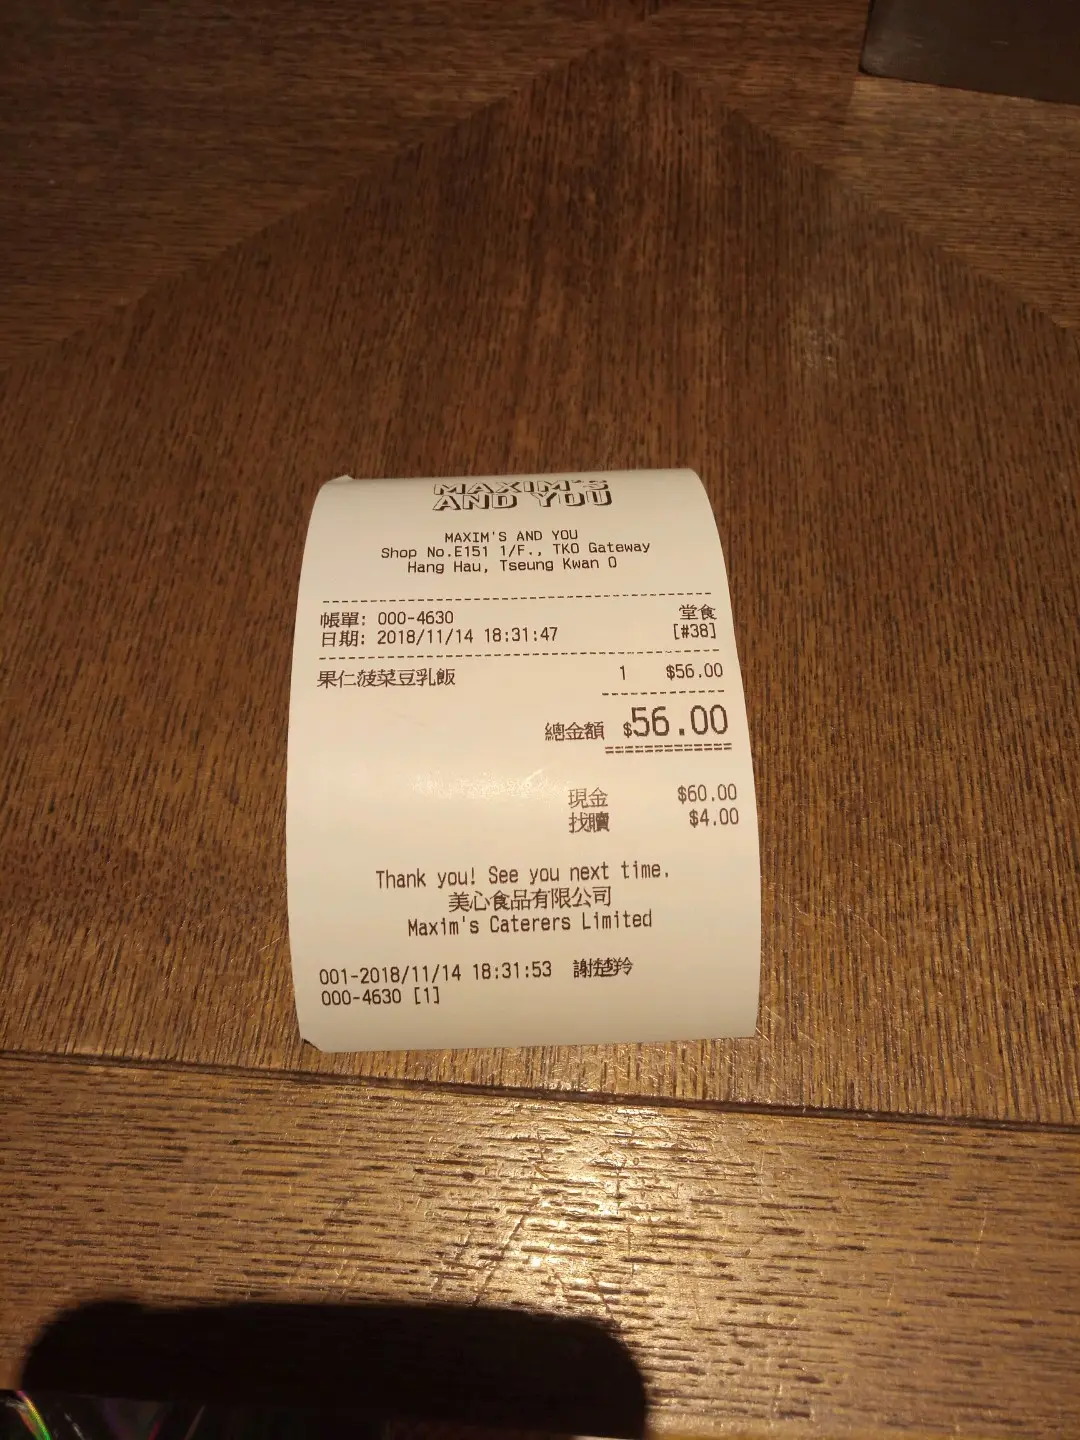 MAXIM'S
AND YOU
MAXIM'S AND YOU
Shop No.E151 1/F., TKO Gateway
Hang Hau, Tseung Kwan O
帳單: 000-4630 堂食
日期: 2018/11/14 18:31:47 [#38]
果仁菠菜豆乳飯 1 $56.00
總金額 $56.00
現金 $60.00
找贖 $4.00
Thank you! See you next time.
美心食品有限公司
Maxim's Caterers Limited
001-2018/11/14 18:31:53 謝楚羚
000-4630 [1]